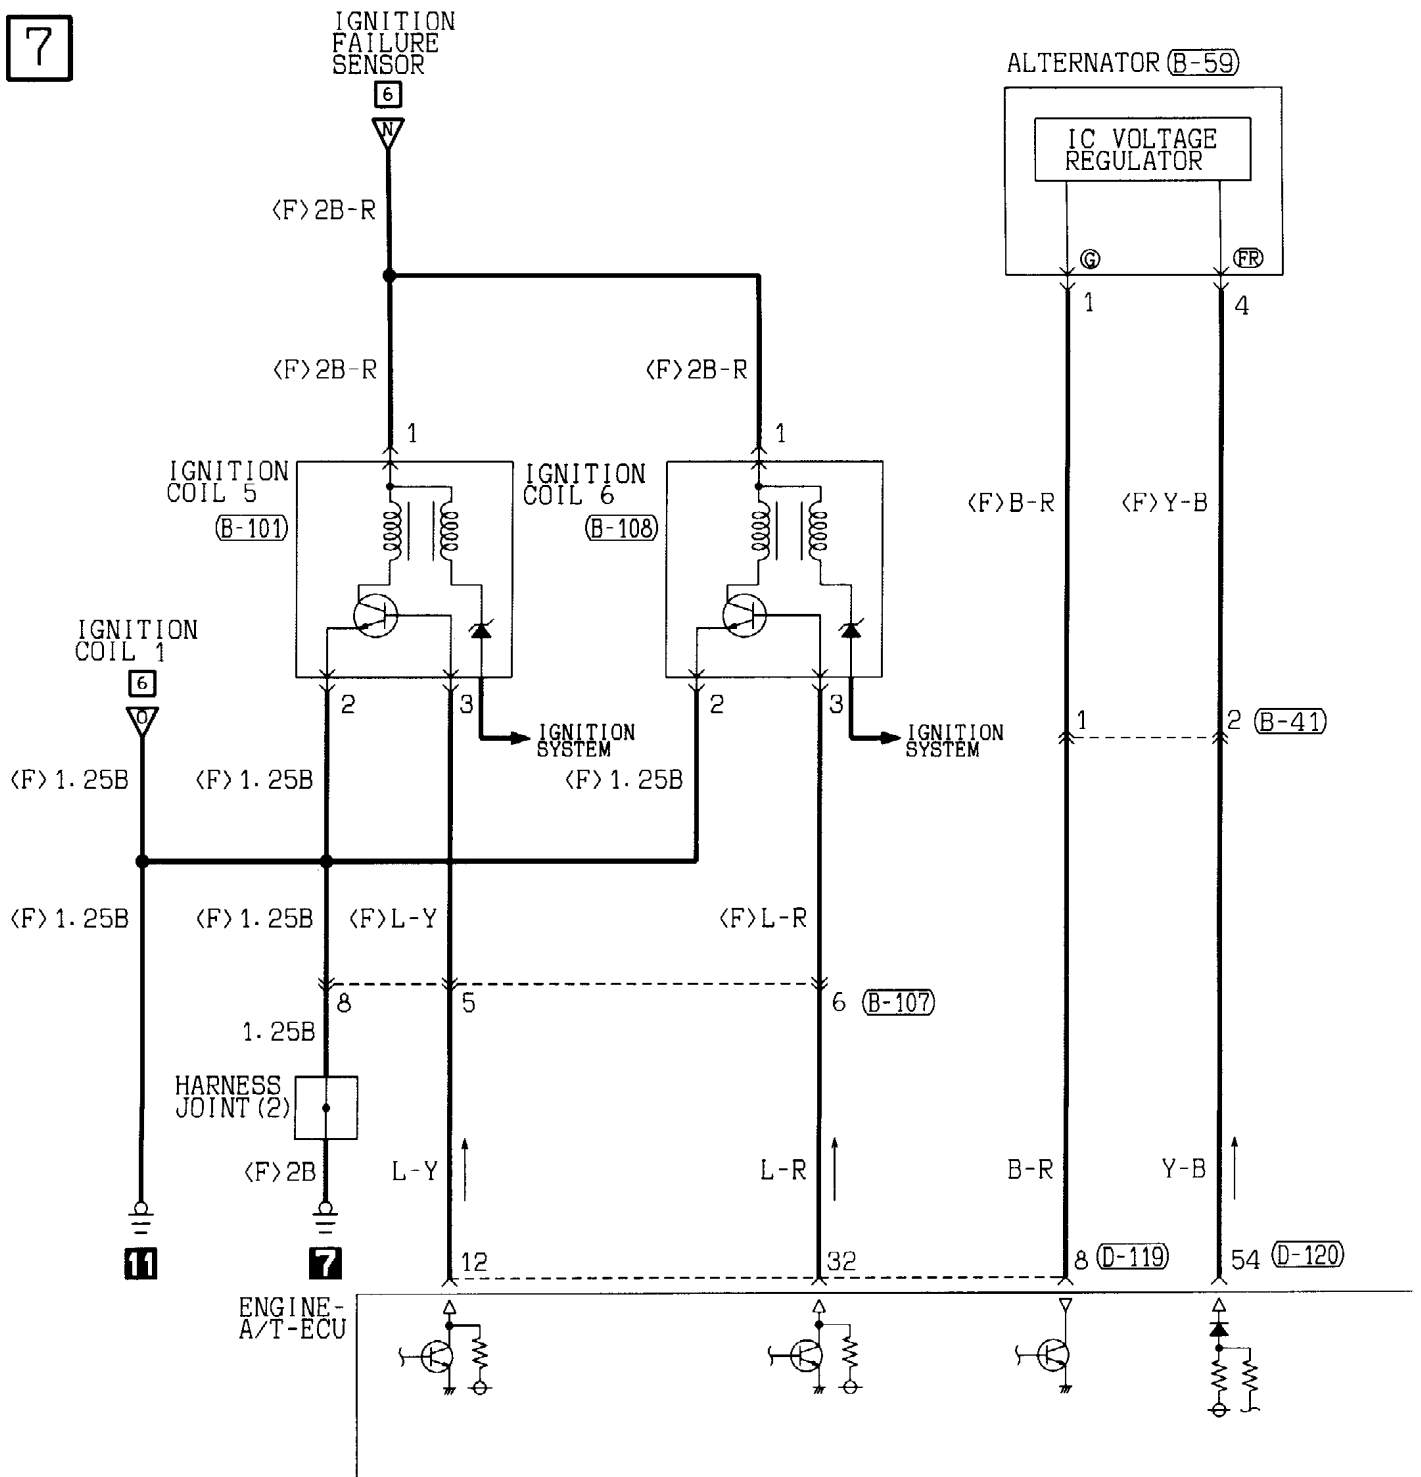 7
IGNITION
FAILURE
SENSOR
6
N
ALTERNATOR (B-59)
IC VOLTAGE
REGULATOR
G
FR
1
4
<F>2B-R
<F>2B-R
<F>2B-R
1
1
IGNITION
COIL 5
(B-101)
IGNITION
COIL 6
(B-108)
<F>B-R
<F>Y-B
IGNITION
COIL 1
6
O
2
3
2
3
IGNITION
SYSTEM
IGNITION
SYSTEM
1
2 (B-41)
<F>1.25B
<F>1.25B
<F>1.25B
<F>1.25B
<F>1.25B
<F>L-Y
<F>L-R
8
5
6 (B-107)
1.25B
HARNESS
JOINT(2)
<F>2B
L-Y
L-R
B-R
Y-B
11
7
12
32
8 (D-119)
54 (D-120)
ENGINE-
A/T-ECU